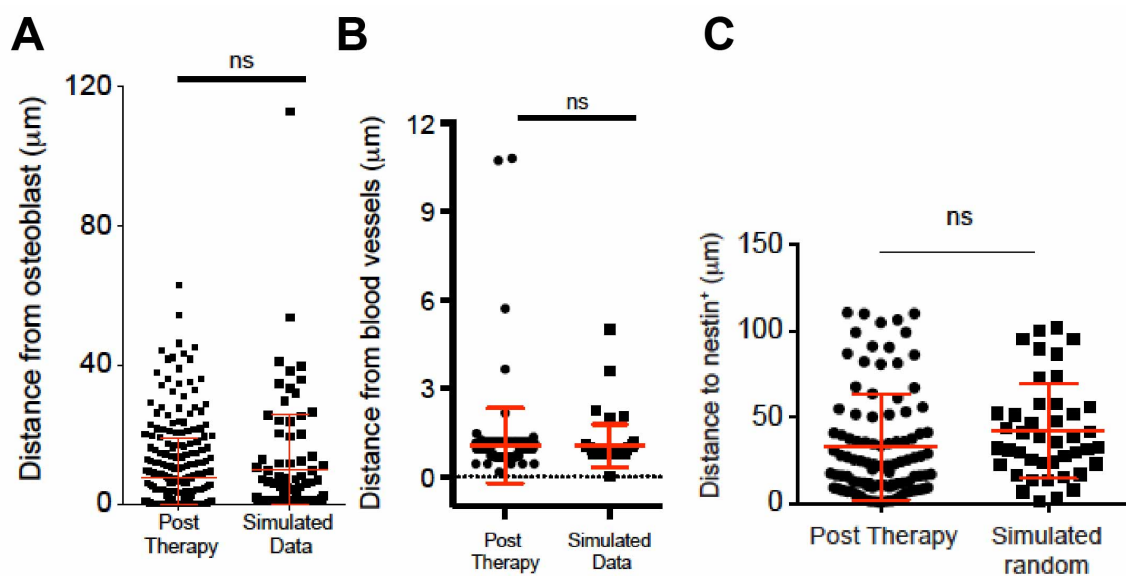 A
Distance from osteoblast (μm)
120
80
40
0
ns
Post
Therapy
Simulated
Data
B
Distance from blood vessels (μm)
12
9
6
3
0
ns
Post
Therapy
Simulated
Data
C
Distance to nestin⁺ (μm)
150
100
50
0
ns
Post Therapy
Simulated
random